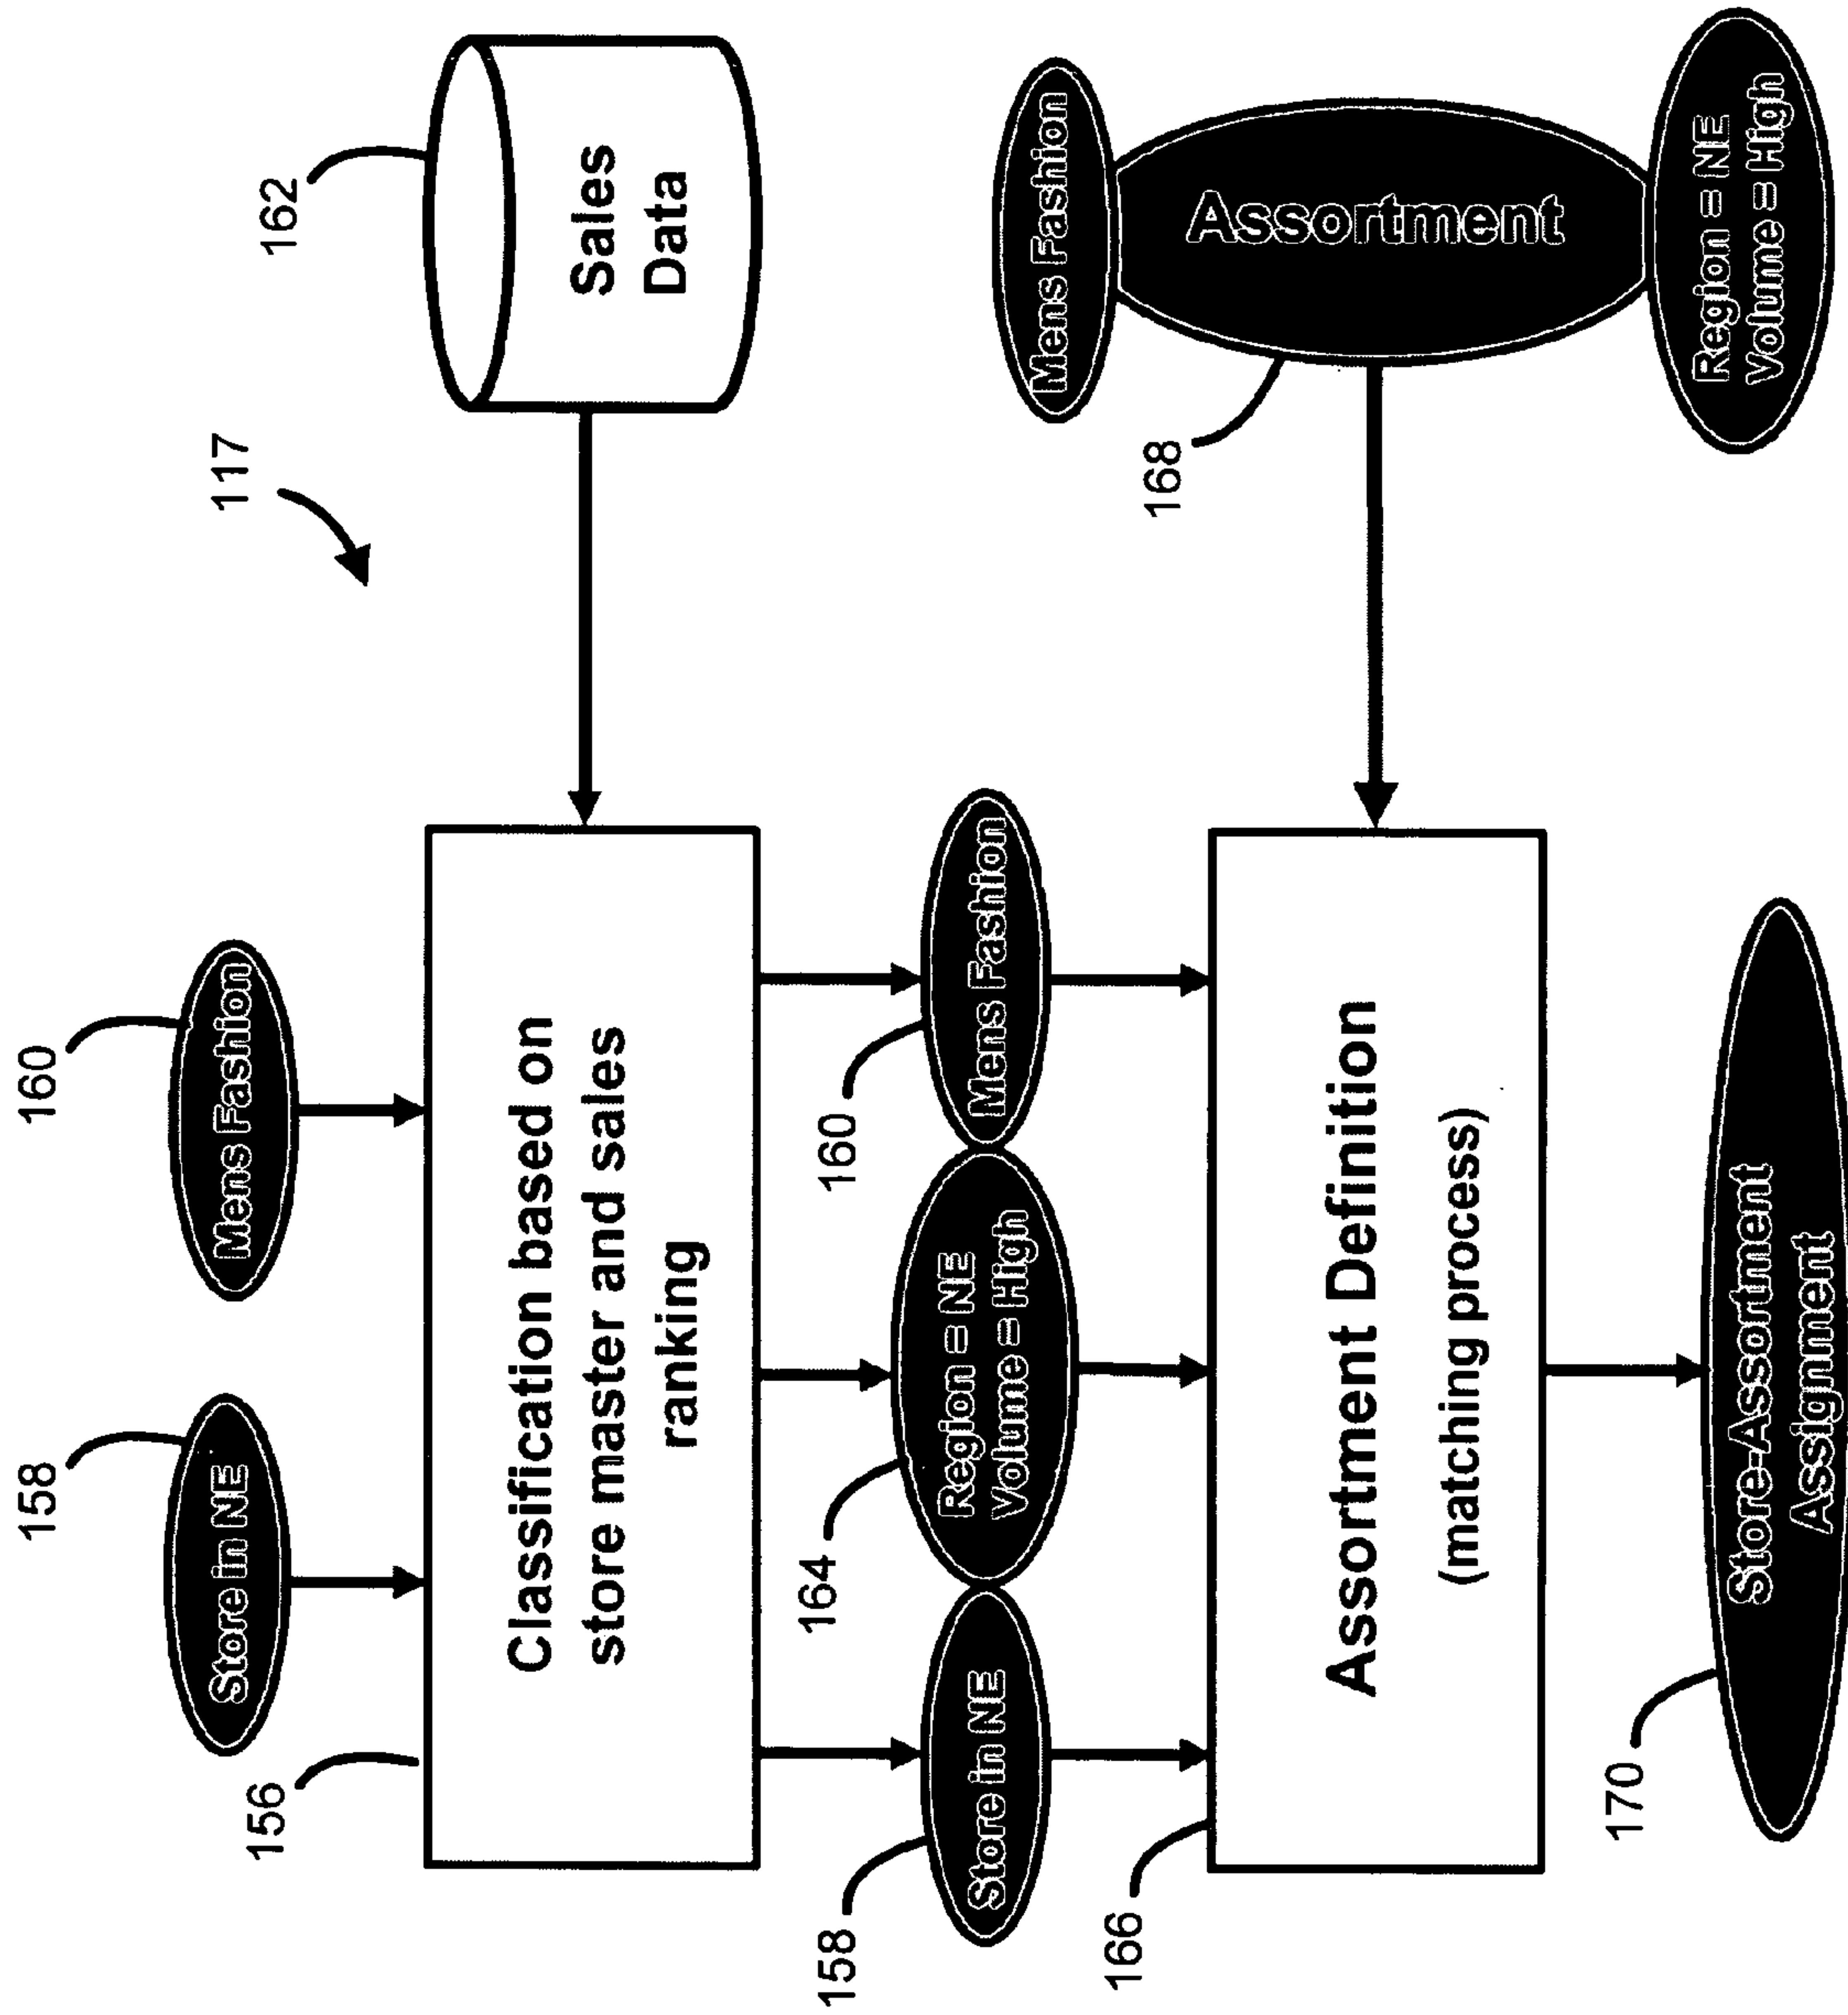 158
160
117
162
Store in NE
Mens Fashion
156
Classification based on
store master and sales
ranking
Sales
Data
158
164
160
Store in NE
Region = NE
Volume = High
Mens Fashion
168
Mens Fashion
Assortment
Region = NE
Volume = High
166
Assortment Definition
(matching process)
170
Store-Assortment
Assignment